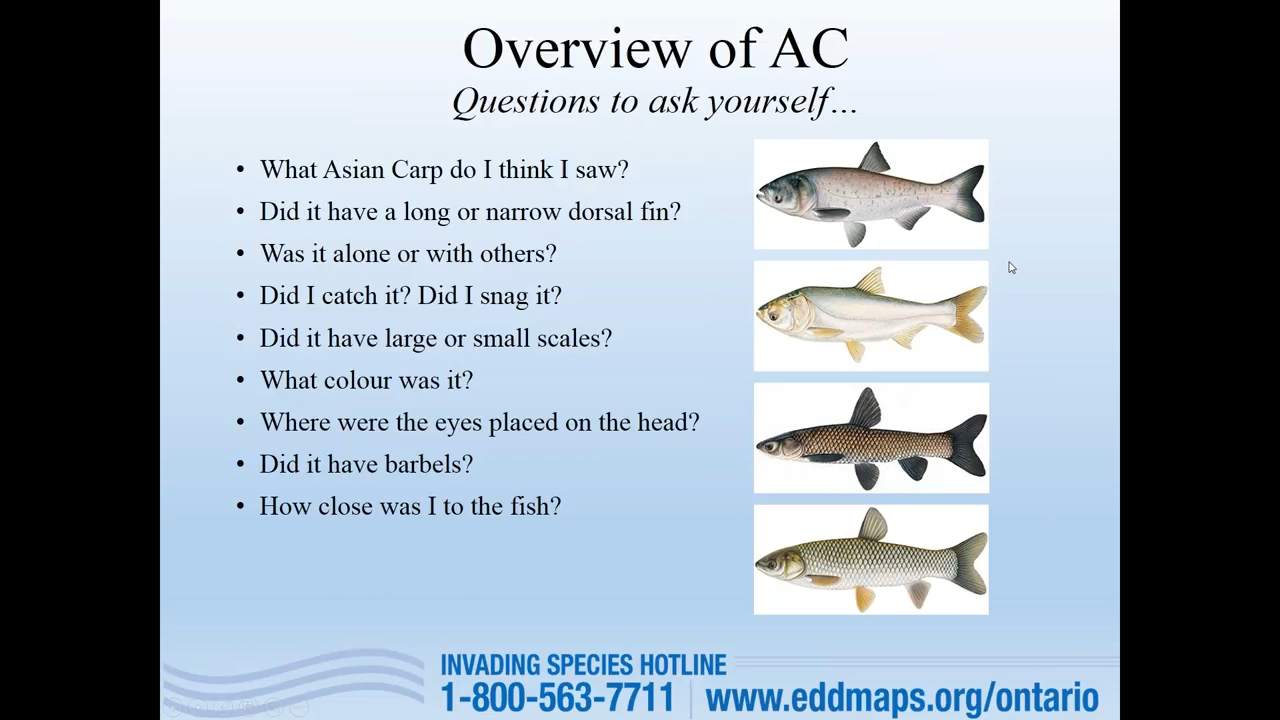 Overview of AC
Questions to ask yourself…
• What Asian Carp do I think I saw?
• Did it have a long or narrow dorsal fin?
• Was it alone or with others?
• Did I catch it? Did I snag it?
• Did it have large or small scales?
• What colour was it?
• Where were the eyes placed on the head?
• Did it have barbels?
• How close was I to the fish?
INVADING SPECIES HOTLINE
1-800-563-7711 | www.eddmaps.org/ontario